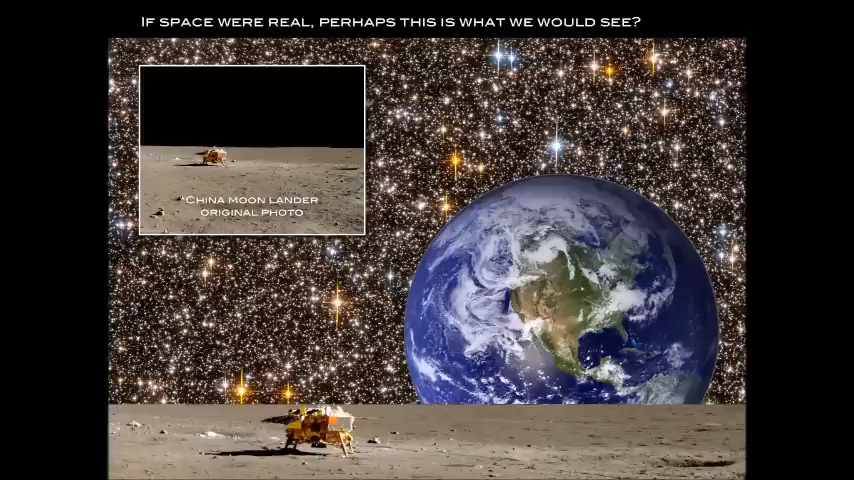 If space were real, perhaps this is what we would see?
*China moon lander
original photo